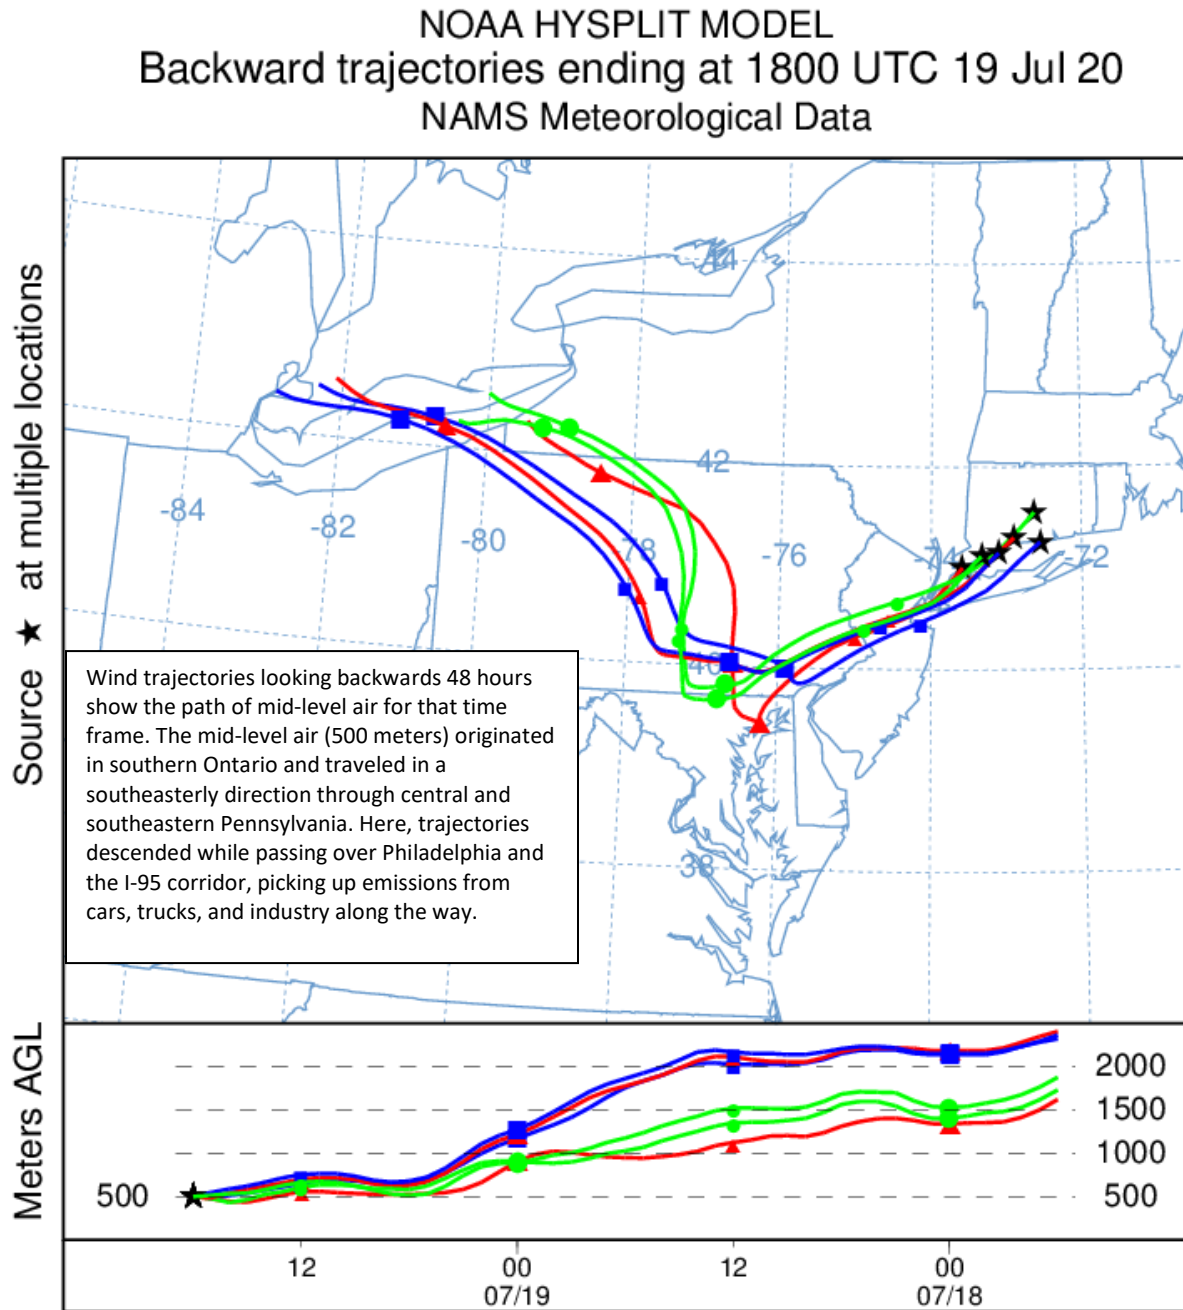 NOAA HYSPLIT MODEL
Backward trajectories ending at 1800 UTC 19 Jul 20
NAMS Meteorological Data
Source ★ at multiple locations
44
42
-84
-82
-80
-78
-76
-74
-72
40
38
Wind trajectories looking backwards 48 hours
show the path of mid-level air for that time
frame. The mid-level air (500 meters) originated
in southern Ontario and traveled in a
southeasterly direction through central and
southeastern Pennsylvania. Here, trajectories
descended while passing over Philadelphia and
the I-95 corridor, picking up emissions from
cars, trucks, and industry along the way.
Meters AGL
2000
1500
1000
500
500
12
00
12
00
07/19
07/18